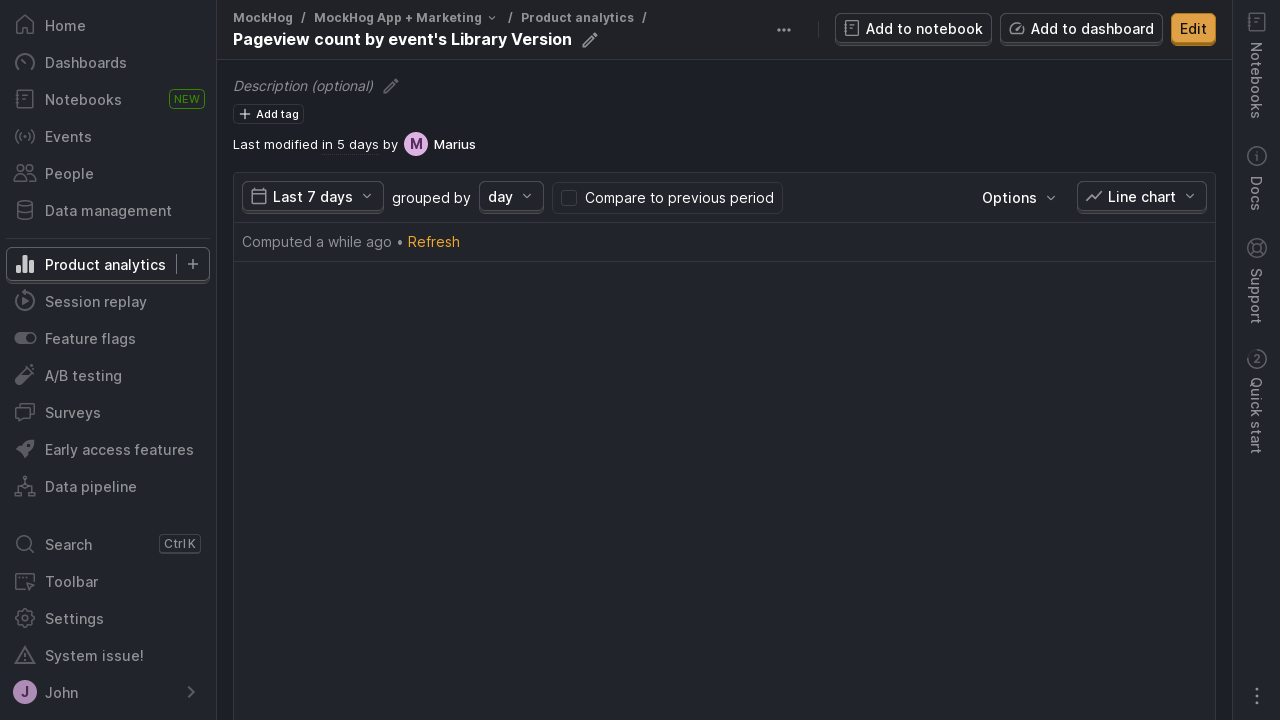 Home
Dashboards
Notebooks NEW
Events
People
Data management
Product analytics
Session replay
Feature flags
A/B testing
Surveys
Early access features
Data pipeline
Search Ctrl K
Toolbar
Settings
System issue!
J John
MockHog / MockHog App + Marketing / Product analytics /
Pageview count by event's Library Version
Add to notebook Add to dashboard Edit
Description (optional)
Add tag
Last modified in 5 days by M Marius
Last 7 days grouped by day Compare to previous period Options Line chart
Computed a while ago • Refresh
Notebooks
Docs
Support
2 Quick start